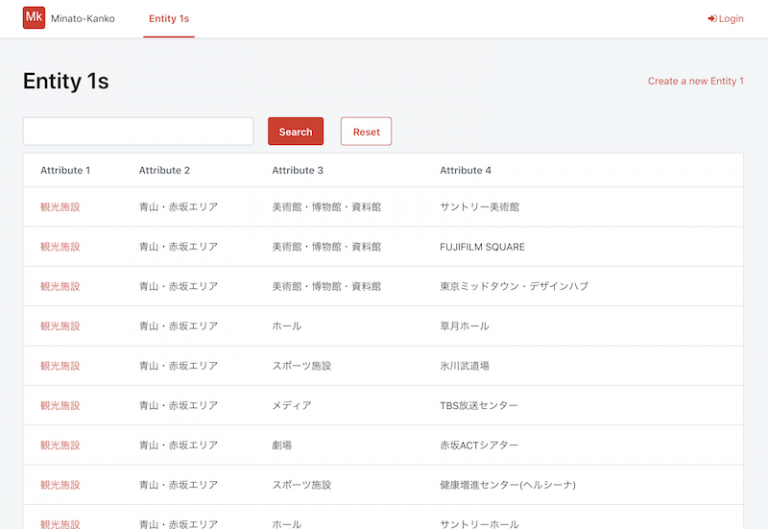 Mk Minato-Kanko Entity 1s Login
Entity 1s Create a new Entity 1
Search Reset
Attribute 1 Attribute 2 Attribute 3 Attribute 4
観光施設 青山・赤坂エリア 美術館・博物館・資料館 サントリー美術館
観光施設 青山・赤坂エリア 美術館・博物館・資料館 FUJIFILM SQUARE
観光施設 青山・赤坂エリア 美術館・博物館・資料館 東京ミッドタウン・デザインハブ
観光施設 青山・赤坂エリア ホール 草月ホール
観光施設 青山・赤坂エリア スポーツ施設 氷川武道場
観光施設 青山・赤坂エリア メディア TBS放送センター
観光施設 青山・赤坂エリア 劇場 赤坂ACTシアター
観光施設 青山・赤坂エリア スポーツ施設 健康増進センター(ヘルシーナ)
観光施設 青山・赤坂エリア ホール サントリーホール